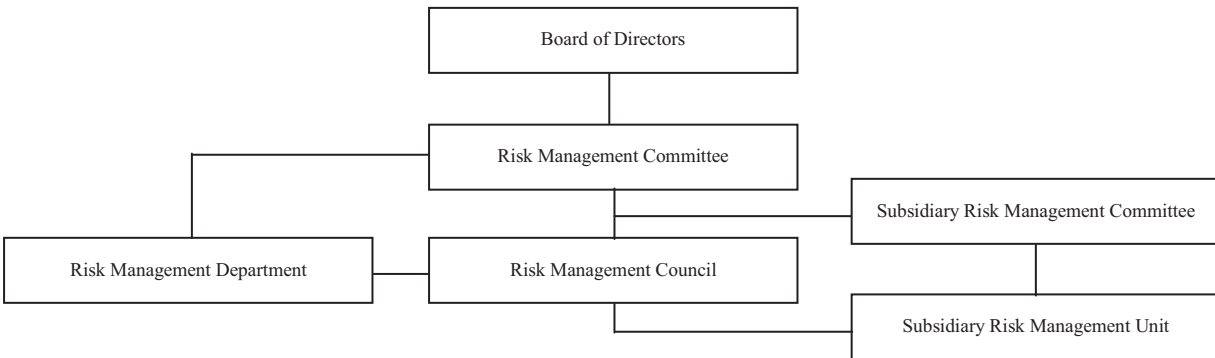 Board of Directors
Risk Management Committee
Subsidiary Risk Management Committee
Risk Management Department
Risk Management Council
Subsidiary Risk Management Unit